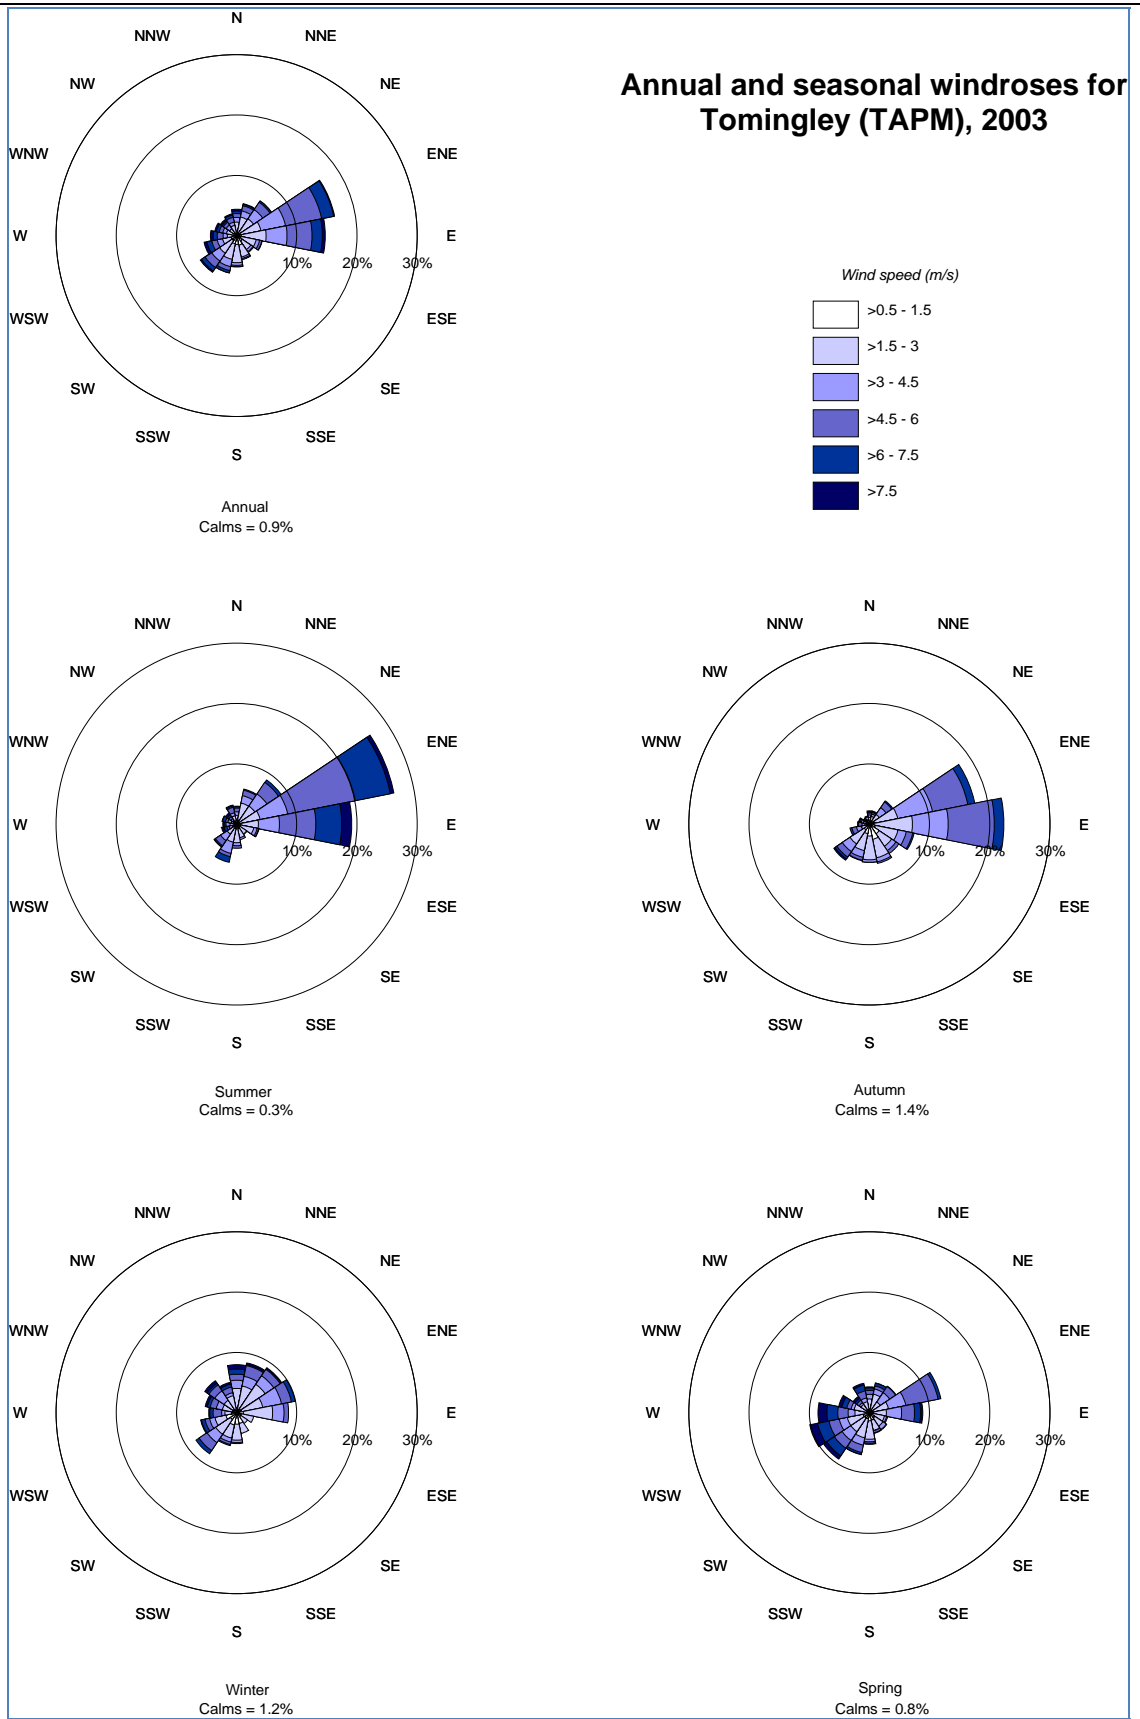 Annual and seasonal windroses for
Tomingley (TAPM), 2003
N
NNW NNE
NW NE
WNW ENE
W E
10% 20% 30%
WSW ESE
SW SE
SSW SSE
S
Annual
Calms = 0.9%
Wind speed (m/s)
>0.5 - 1.5
>1.5 - 3
>3 - 4.5
>4.5 - 6
>6 - 7.5
>7.5
N
NNW NNE
NW NE
WNW ENE
W E
10% 20% 30%
WSW ESE
SW SE
SSW SSE
S
Summer
Calms = 0.3%
N
NNW NNE
NW NE
WNW ENE
W E
10% 20% 30%
WSW ESE
SW SE
SSW SSE
S
Autumn
Calms = 1.4%
N
NNW NNE
NW NE
WNW ENE
W E
10% 20% 30%
WSW ESE
SW SE
SSW SSE
S
Winter
Calms = 1.2%
N
NNW NNE
NW NE
WNW ENE
W E
10% 20% 30%
WSW ESE
SW SE
SSW SSE
S
Spring
Calms = 0.8%